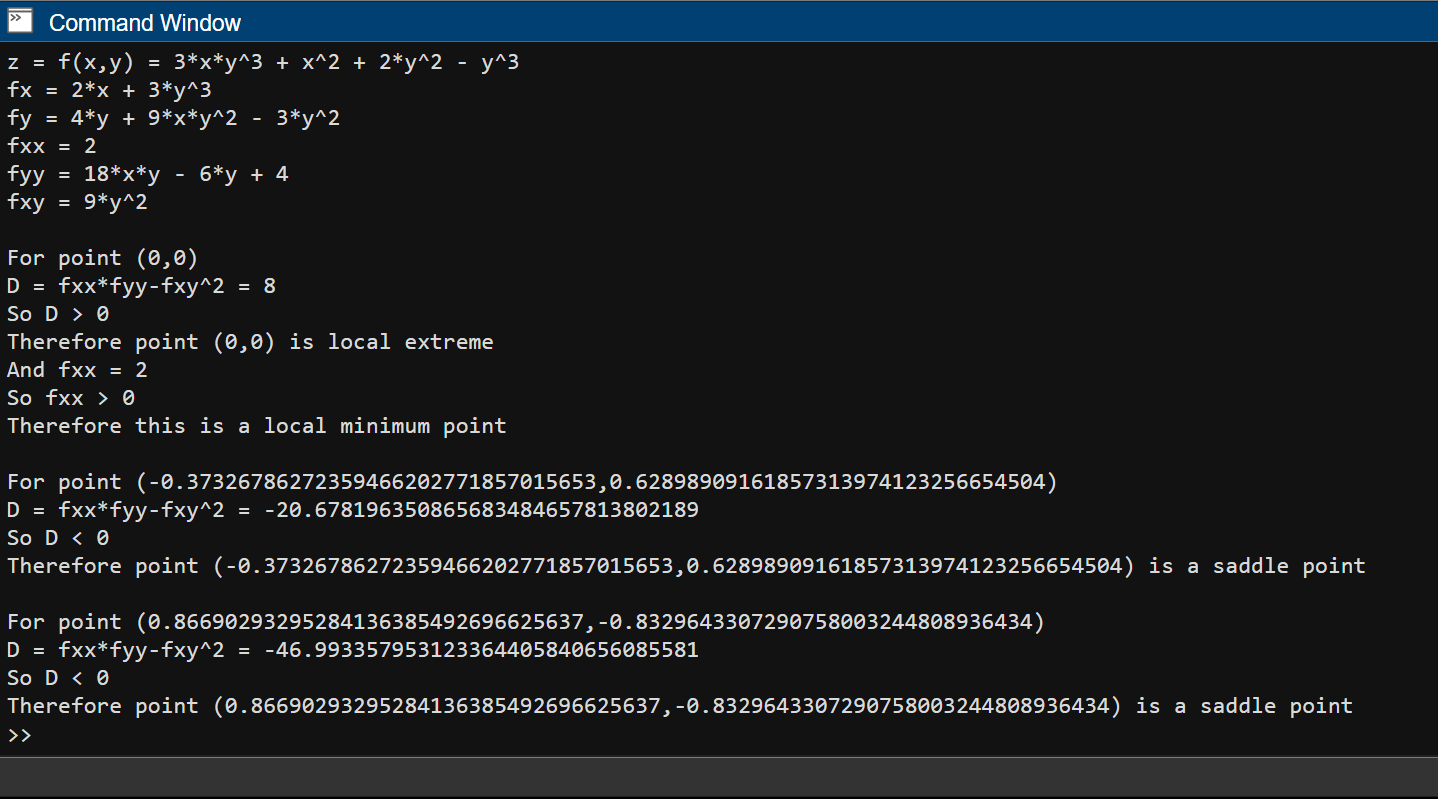 Command Window
z = f(x,y) = 3*x*y^3 + x^2 + 2*y^2 - y^3
fx = 2*x + 3*y^3
fy = 4*y + 9*x*y^2 - 3*y^2
fxx = 2
fyy = 18*x*y - 6*y + 4
fxy = 9*y^2
For point (0,0)
D = fxx*fyy-fxy^2 = 8
So D > 0
Therefore point (0,0) is local extreme
And fxx = 2
So fxx > 0
Therefore this is a local minimum point
For point (-0.37326786272359466202771857015653,0.62898909161857313974123256654504)
D = fxx*fyy-fxy^2 = -20.678196350865683484657813802189
So D < 0
Therefore point (-0.37326786272359466202771857015653,0.62898909161857313974123256654504) is a saddle point
For point (0.86690293295284136385492696625637,-0.83296433072907580032448089​36434)
D = fxx*fyy-fxy^2 = -46.993357953123364405840656085581
So D < 0
Therefore point (0.86690293295284136385492696625637,-0.8329643307290758003244808936434) is a saddle point
>>